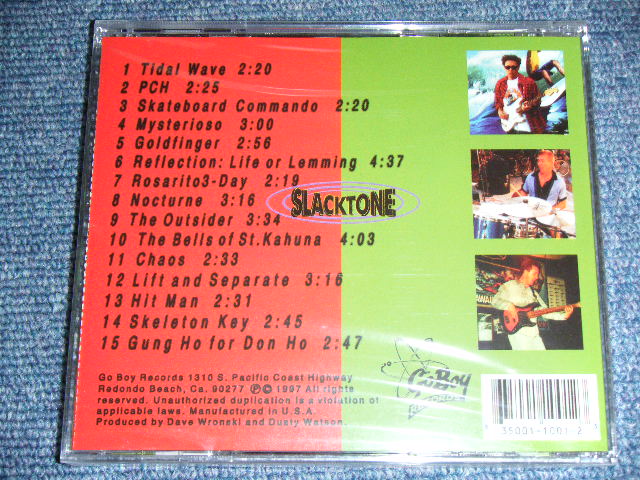 1 Tidal Wave 2:20
2 PCH 2:25
3 Skateboard Commando 2:20
4 Mysterioso 3:00
5 Goldfinger 2:56
6 Reflection: Life or Lemming 4:37
7 Rosarito3-Day 2:19
8 Nocturne 3:16
9 The Outsider 3:34
10 The Bells of St.Kahuna 4:03
11 Chaos 2:33
12 Lift and Separate 3:16
13 Hit Man 2:31
14 Skeleton Key 2:45
15 Gung Ho for Don Ho 2:47
SLACKTONE
Go Boy Records 1310 S. Pacific Coast Highway
Redondo Beach, Ca. 90277 ℗© 1997 All rights
reserved. Unauthorized duplication is a violation of
applicable laws. Manufactured in U.S.A.
Produced by Dave Wronski and Dusty Watson.
Go Boy
35001-1001 2